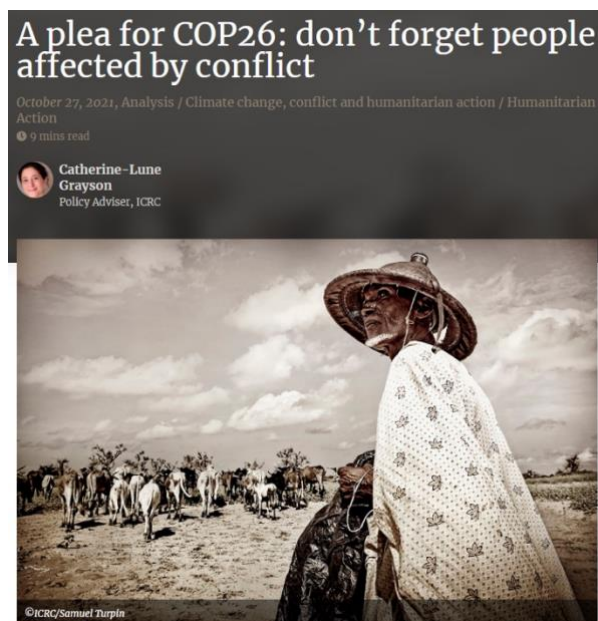 A plea for COP26: don’t forget people
affected by conflict
October 27, 2021, Analysis / Climate change, conflict and humanitarian action / Humanitarian
Action
9 mins read
Catherine-Lune
Grayson
Policy Adviser, ICRC
©ICRC/Samuel Turpin